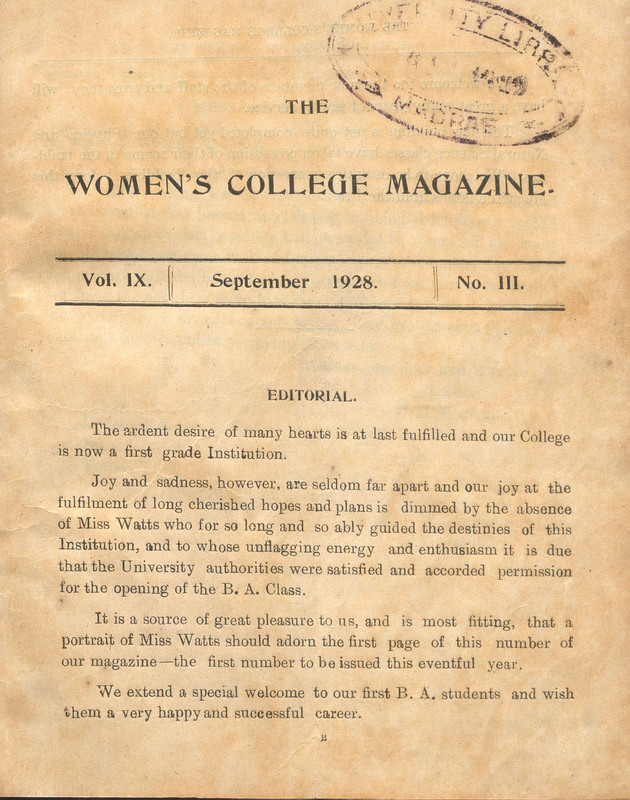 THE
WOMEN'S COLLEGE MAGAZINE.
Vol. IX. September 1928. No. III.
EDITORIAL.
The ardent desire of many hearts is at last fulfilled and our College
is now a first grade Institution.
Joy and sadness, however, are seldom far apart and our joy at the
fulfilment of long cherished hopes and plans is dimmed by the absence
of Miss Watts who for so long and so ably guided the destinies of this
Institution, and to whose unflagging energy and enthusiasm it is due
that the University authorities were satisfied and accorded permission
for the opening of the B. A. Class.
It is a source of great pleasure to us, and is most fitting, that a
portrait of Miss Watts should adorn the first page of this number of
our magazine—the first number to be issued this eventful year.
We extend a special welcome to our first B. A. students and wish
them a very happy and successful career.
B
MADRAS